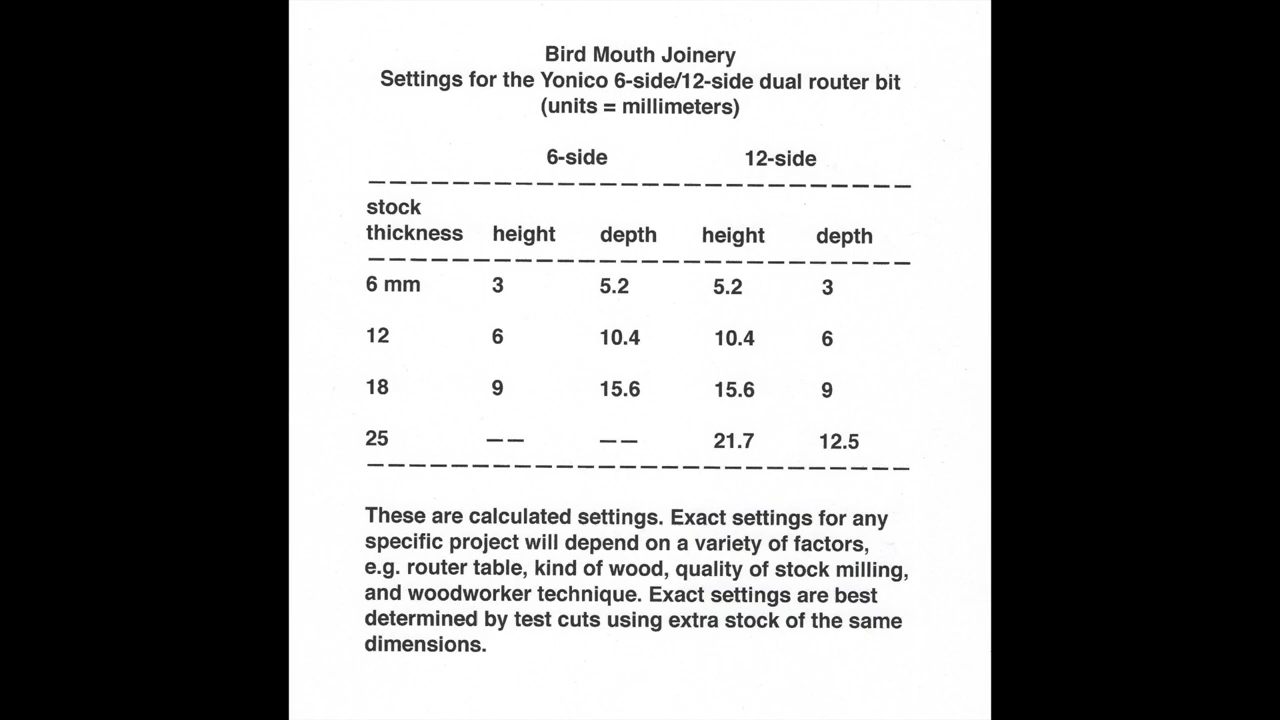 Bird Mouth Joinery
Settings for the Yonico 6-side/12-side dual router bit
(units = millimeters)
6-side 12-side
stock
thickness height depth height depth
6 mm 3 5.2 5.2 3
12 6 10.4 10.4 6
18 9 15.6 15.6 9
25 –– –– 21.7 12.5
These are calculated settings. Exact settings for any
specific project will depend on a variety of factors,
e.g. router table, kind of wood, quality of stock milling,
and woodworker technique. Exact settings are best
determined by test cuts using extra stock of the same
dimensions.